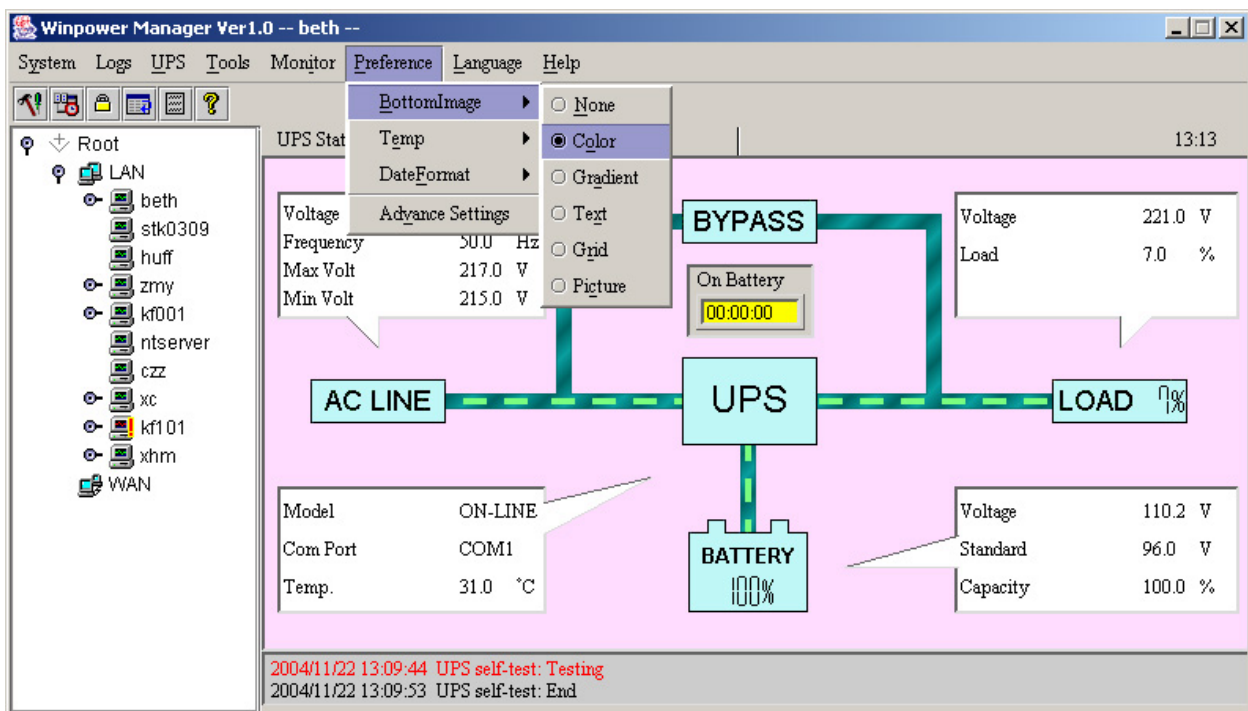 Winpower Manager Ver1.0 -- beth --
System Logs UPS Tools Monitor Preference Language Help
BottomImage
Temp
DateFormat
Advance Settings
None
Color
Gradient
Text
Grid
Picture
Root
LAN
beth
stk0309
huff
zmy
kf001
ntserver
czz
xc
kf101
xhm
WAN
UPS Stat
13:13
Voltage
Frequency 50.0 Hz
Max Volt 217.0 V
Min Volt 215.0 V
BYPASS
On Battery
00:00:00
Voltage 221.0 V
Load 7.0 %
AC LINE
UPS
LOAD 7%
Model ON-LINE
Com Port COM1
Temp. 31.0 °C
BATTERY
100%
Voltage 110.2 V
Standard 96.0 V
Capacity 100.0 %
2004/11/22 13:09:44 UPS self-test: Testing
2004/11/22 13:09:53 UPS self-test: End